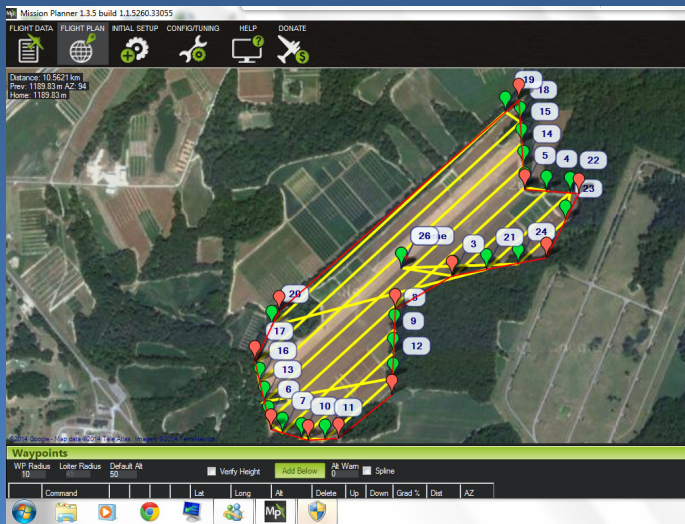 Mission Planner 1.3.5 build 1.1.5260.33055
FLIGHT DATA FLIGHT PLAN INITIAL SETUP CONFIG/TUNING HELP DONATE
Distance: 10.5621 km
Prev: 1189.83 m AZ: 94
Home: 1189.83 m
19
18
15
14
5 4 22
23
26 3 21 24
20
8
9
17
12
16
13
6
7 10 11
©2014 Google - Map data ©2014 Tele Atlas, Imagery ©2014 TerraMetrics
Waypoints
WP Radius Loiter Radius Default Alt Alt Warn
10 45 50 Verify Height Add Below 0 Spline
Command Lat Long Alt Delete Up Down Grad % Dist AZ
Mp